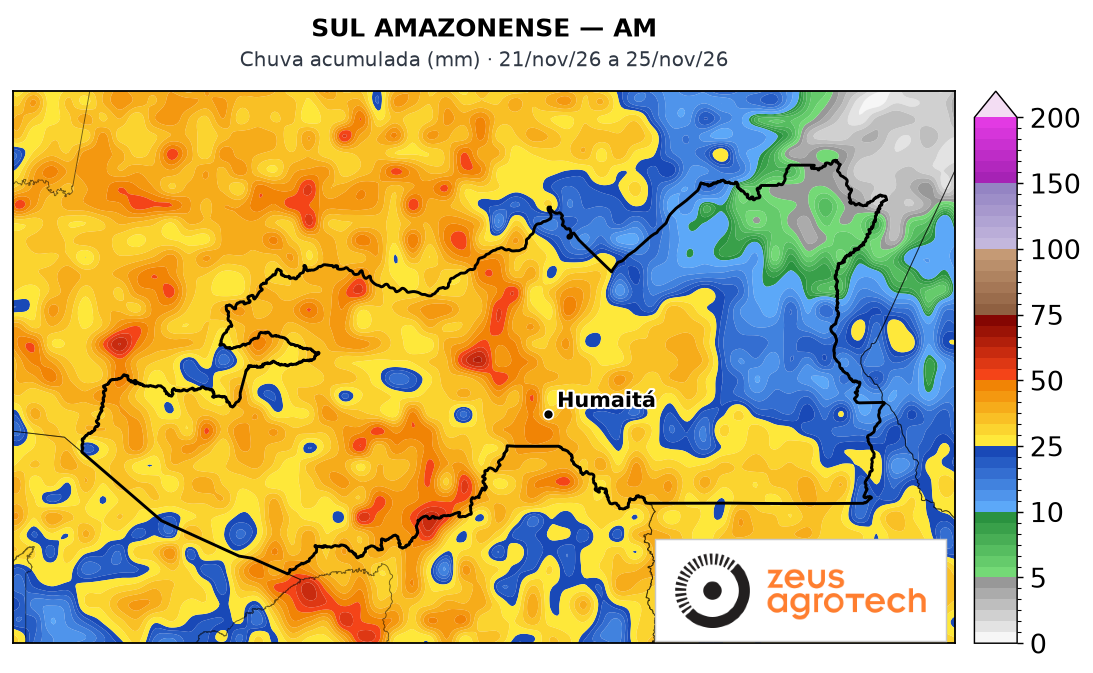 SUL AMAZONENSE — AM
Chuva acumulada (mm) · 21/nov/26 a 25/nov/26
200
150
100
75
50
25
10
5
0
Humaitá
zeus
agrotech